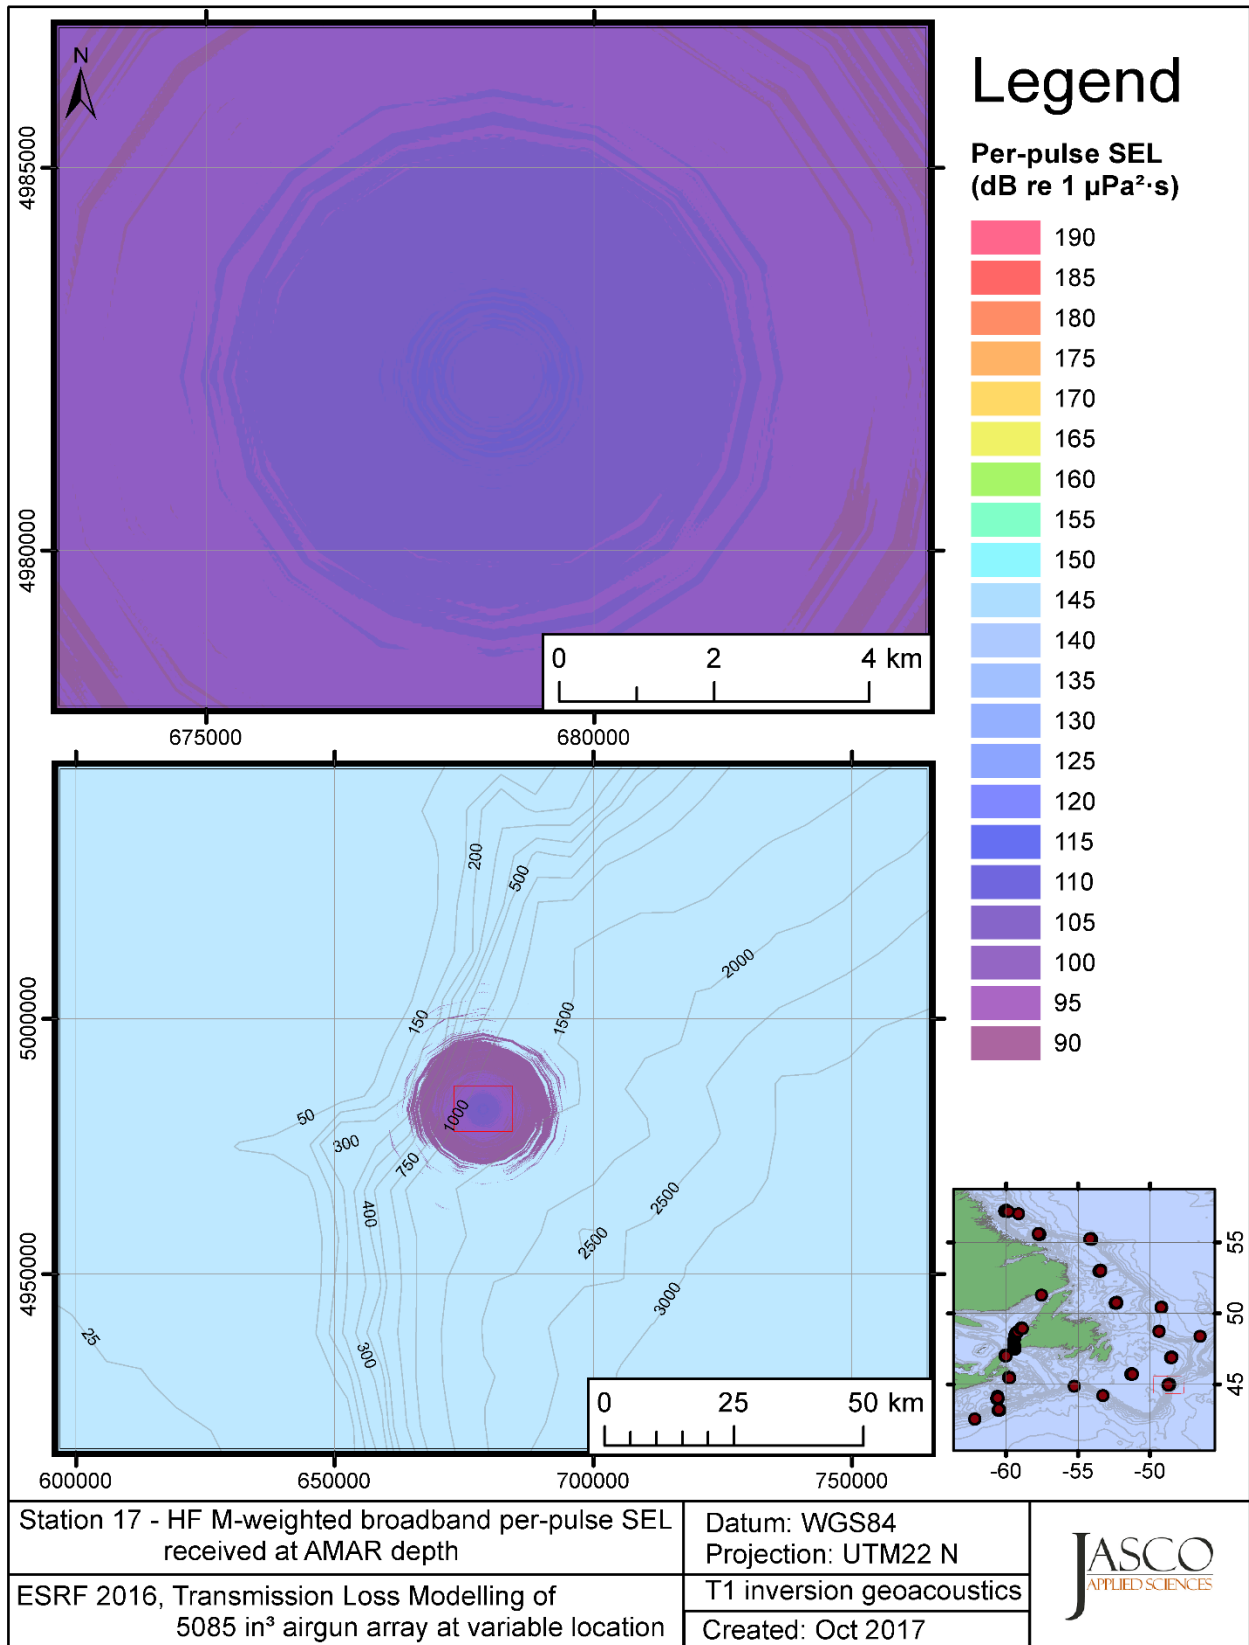 N
4985000
4980000
0 2 4 km
675000 680000
Legend
Per-pulse SEL
(dB re 1 µPa²·s)
190
185
180
175
170
165
160
155
150
145
140
135
130
125
120
115
110
105
100
95
90
5000000
4950000
200
500
2000
1500
150
50
300
1000
750
400
2500
2500
3000
25
300
0 25 50 km
600000 650000 700000 750000
55
50
45
-60 -55 -50
Station 17 - HF M-weighted broadband per-pulse SEL
received at AMAR depth
ESRF 2016, Transmission Loss Modelling of
5085 in³ airgun array at variable location
Datum: WGS84
Projection: UTM22 N
T1 inversion geoacoustics
Created: Oct 2017
JASCO
APPLIED SCIENCES